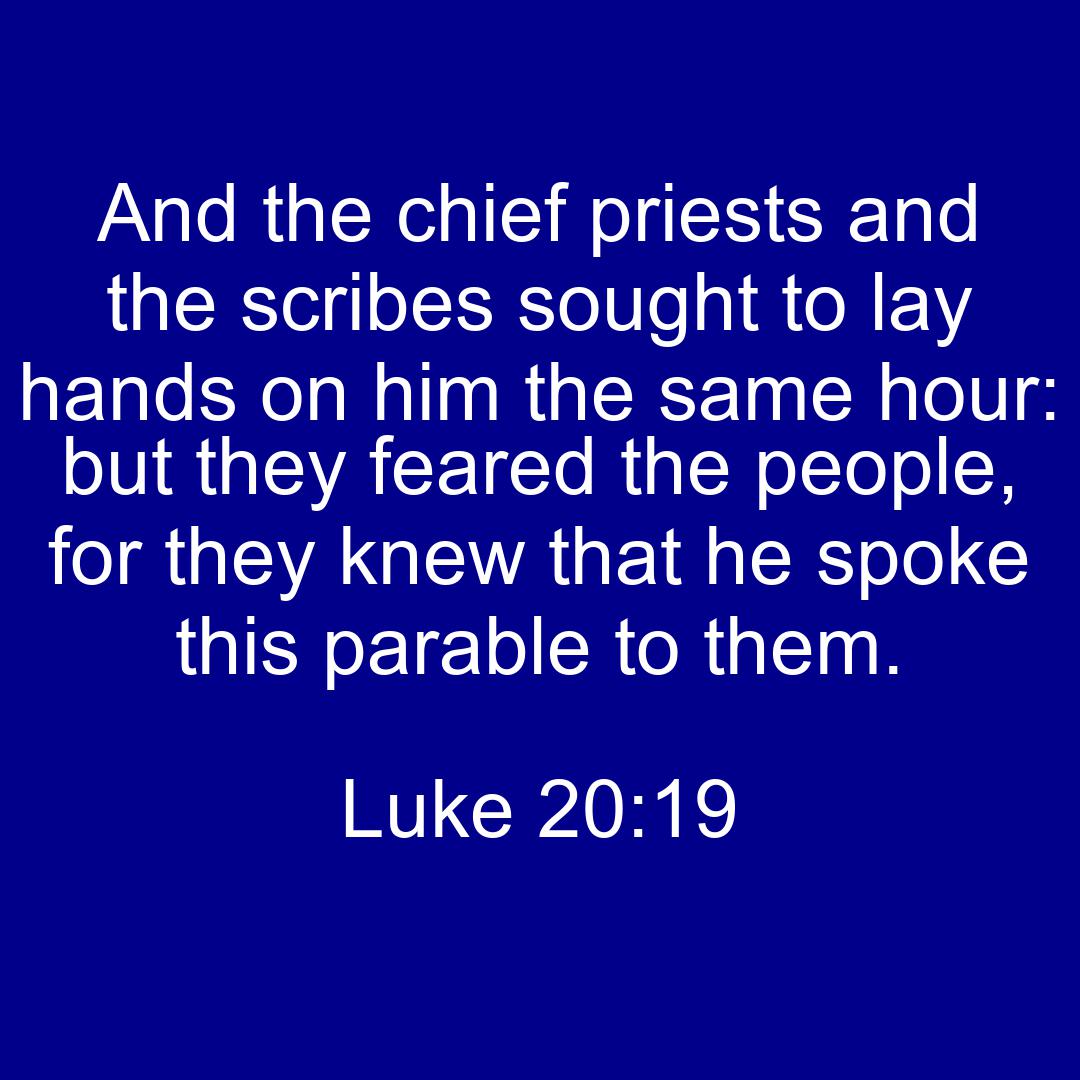 And the chief priests and
the scribes sought to lay
hands on him the same hour:
but they feared the people,
for they knew that he spoke
this parable to them.
Luke 20:19